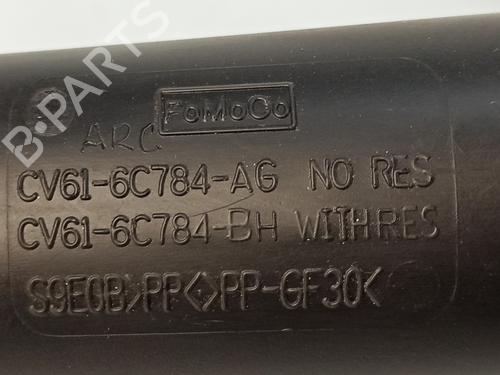 B-PARTS
FoMoCo
ARC
CV61-6C784-AG NO RES
CV61-6C784-BH WITH RES
S9E0B>PP<>PP-GF30<